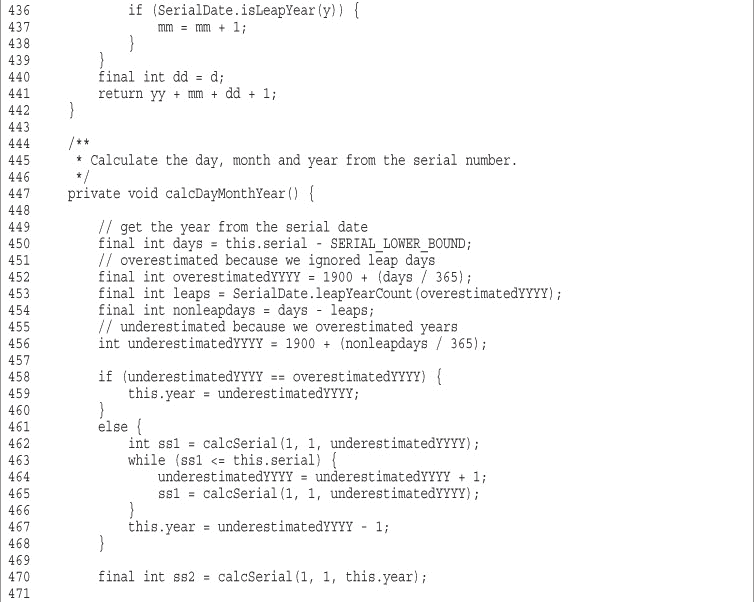 436             if (SerialDate.isLeapYear(y)) {
437                 mm = mm + 1;
438             }
439         }
440         final int dd = d;
441         return yy + mm + dd + 1;
442     }
443
444     /**
445      * Calculate the day, month and year from the serial number.
446      */
447     private void calcDayMonthYear() {
448
449         // get the year from the serial date
450         final int days = this.serial - SERIAL_LOWER_BOUND;
451         // overestimated because we ignored leap days
452         final int overestimatedYYYY = 1900 + (days / 365);
453         final int leaps = SerialDate.leapYearCount(overestimatedYYYY);
454         final int nonleapdays = days - leaps;
455         // underestimated because we overestimated years
456         int underestimatedYYYY = 1900 + (nonleapdays / 365);
457
458         if (underestimatedYYYY == overestimatedYYYY) {
459             this.year = underestimatedYYYY;
460         }
461         else {
462             int ss1 = calcSerial(1, 1, underestimatedYYYY);
463             while (ss1 <= this.serial) {
464                 underestimatedYYYY = underestimatedYYYY + 1;
465                 ss1 = calcSerial(1, 1, underestimatedYYYY);
466             }
467             this.year = underestimatedYYYY - 1;
468         }
469
470         final int ss2 = calcSerial(1, 1, this.year);
471